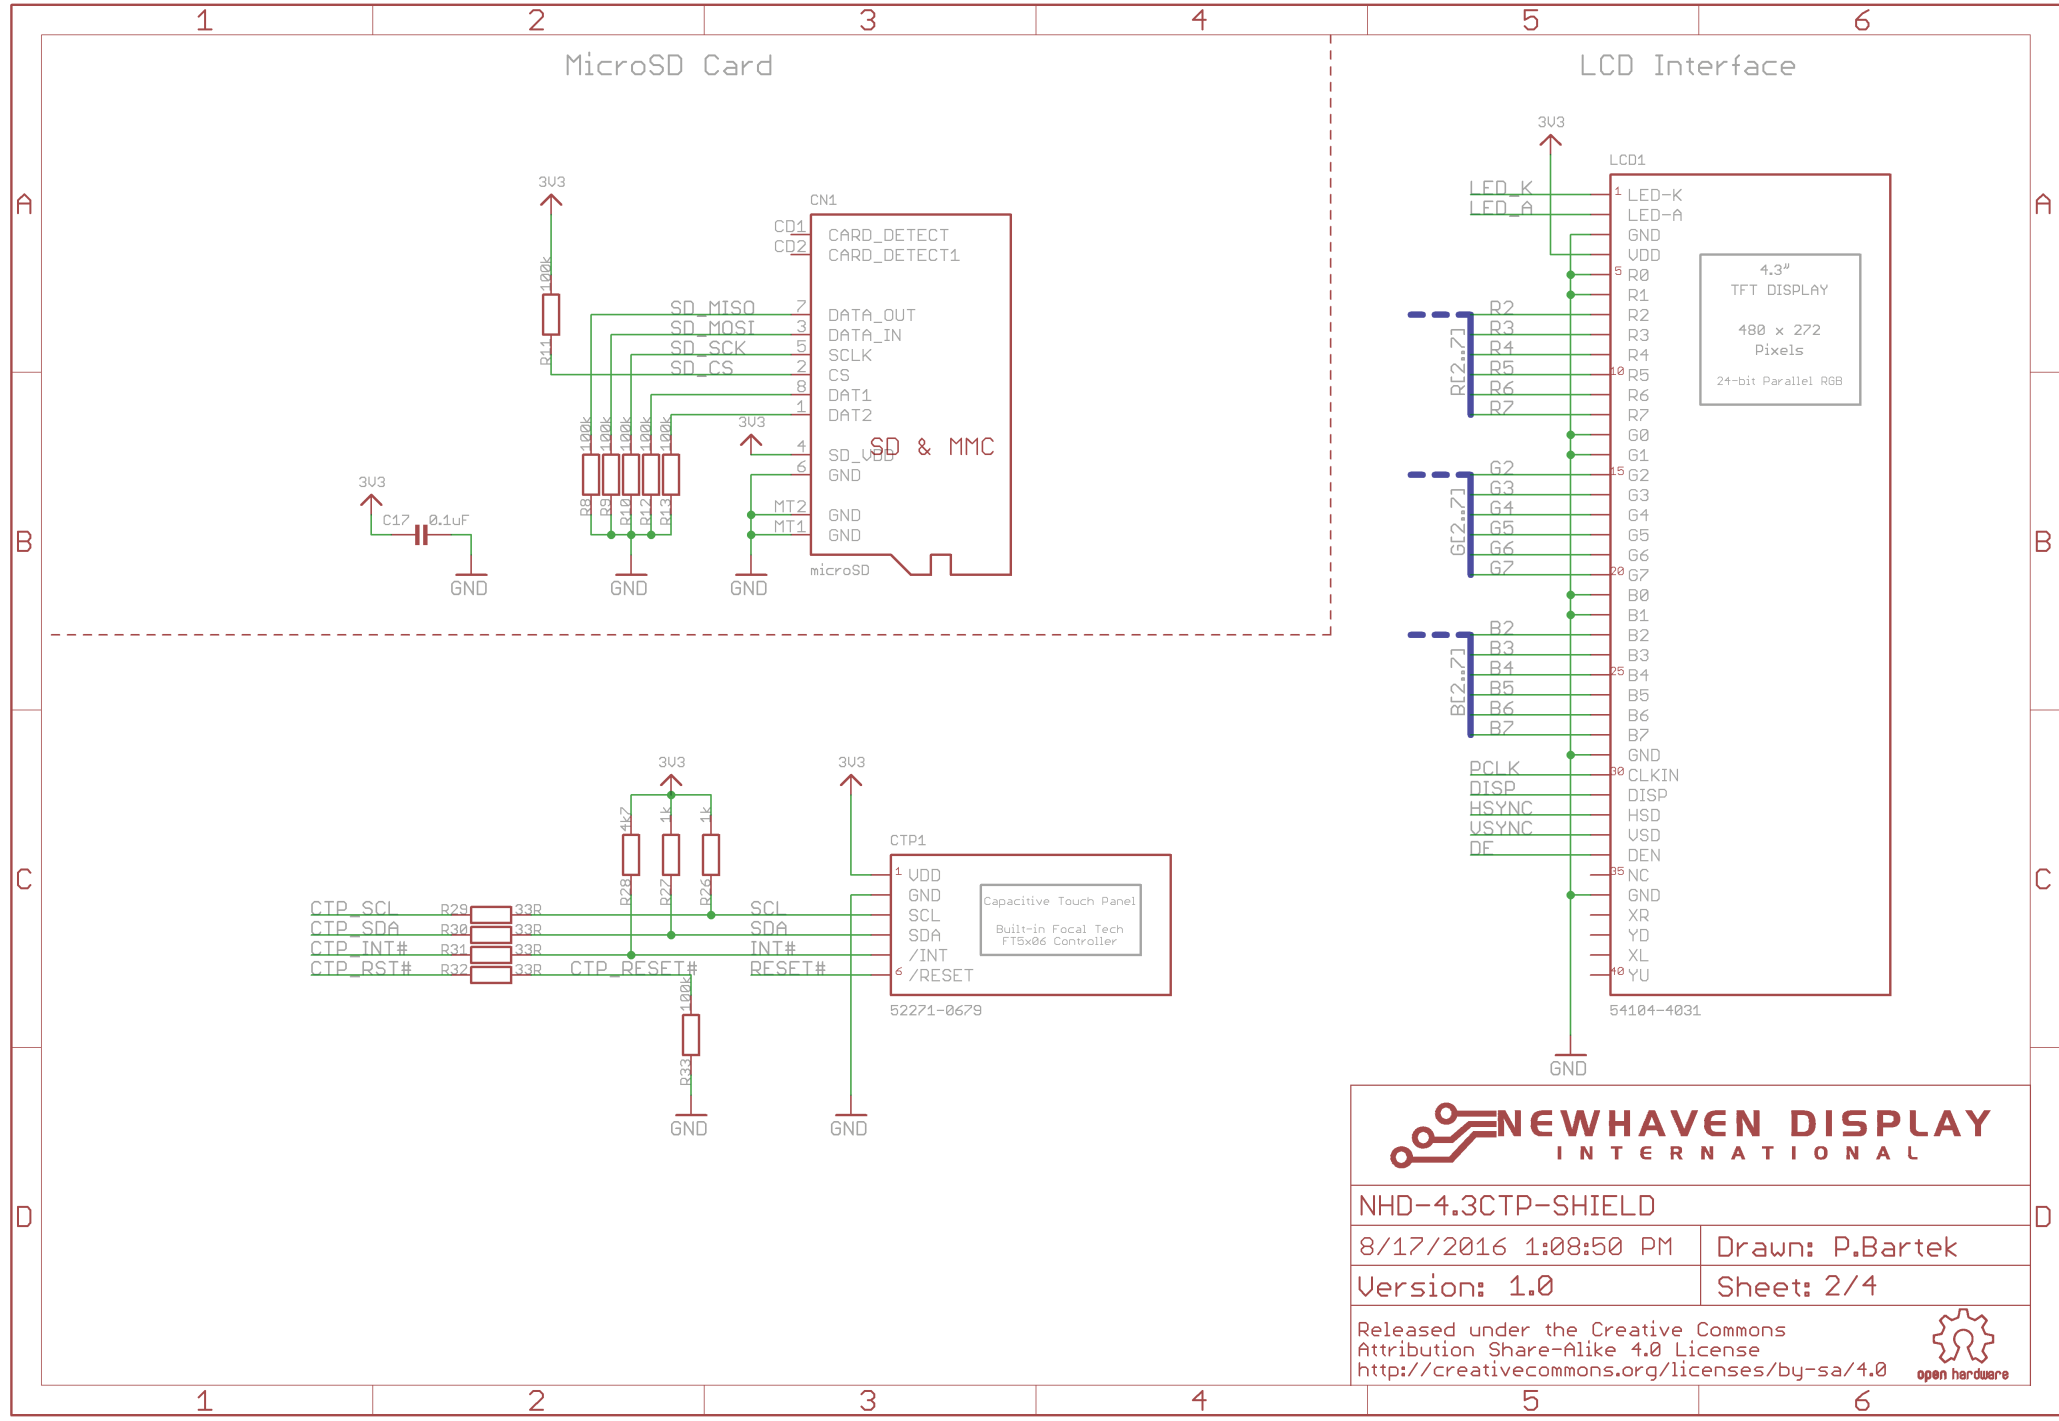 1 2 3 4 5 6
MicroSD Card
LCD Interface
A
A
3V3
CN1
CD1 CARD_DETECT
CD2 CARD_DETECT1
100k
R11
SD_MISO 7 DATA_OUT
SD_MOSI 3 DATA_IN
SD_SCK 5 SCLK
SD_CS 2 CS
8 DAT1
1 DAT2
3V3
4 SD_VDD
SD & MMC
6 GND
MT2 GND
MT1 GND
microSD
100k 100k 100k 100k 100k
R8 R9 R10 R12 R13
3V3
C17 0.1uF
GND GND GND
B
B
3V3
LCD1
LED_K 1 LED-K
LED_A LED-A
GND
VDD
5 R0
R1
R2 R2
R3 R3
R4 R4
R5 10 R5
R6 R6
R7 R7
R[2..7]
G0
G1
G2 15 G2
G3 G3
G4 G4
G5 G5
G6 G6
G7 20 G7
G[2..7]
B0
B1
B2 B2
B3 B3
B4 25 B4
B5 B5
B6 B6
B7 B7
B[2..7]
GND
PCLK 30 CLKIN
DISP DISP
HSYNC HSD
VSYNC VSD
DE DEN
35 NC
GND
XR
YD
XL
40 YU
54104-4031
GND
4.3"
TFT DISPLAY
480 x 272
Pixels
24-bit Parallel RGB
C
C
3V3
3V3
4k7 1k 1k
R28 R27 R26
CTP1
1 VDD
GND
CTP_SCL R29 33R SCL SCL
CTP_SDA R30 33R SDA SDA
CTP_INT# R31 33R INT# /INT
CTP_RST# R32 33R CTP_RESET# RESET# 6 /RESET
52271-0679
Capacitive Touch Panel
Built-in Focal Tech
FT5x06 Controller
100k
R33
GND GND
D
D
NEWHAVEN DISPLAY
INTERNATIONAL
NHD-4.3CTP-SHIELD
8/17/2016 1:08:50 PM
Drawn: P.Bartek
Version: 1.0
Sheet: 2/4
Released under the Creative Commons
Attribution Share-Alike 4.0 License
http://creativecommons.org/licenses/by-sa/4.0
open hardware
1 2 3 4 5 6